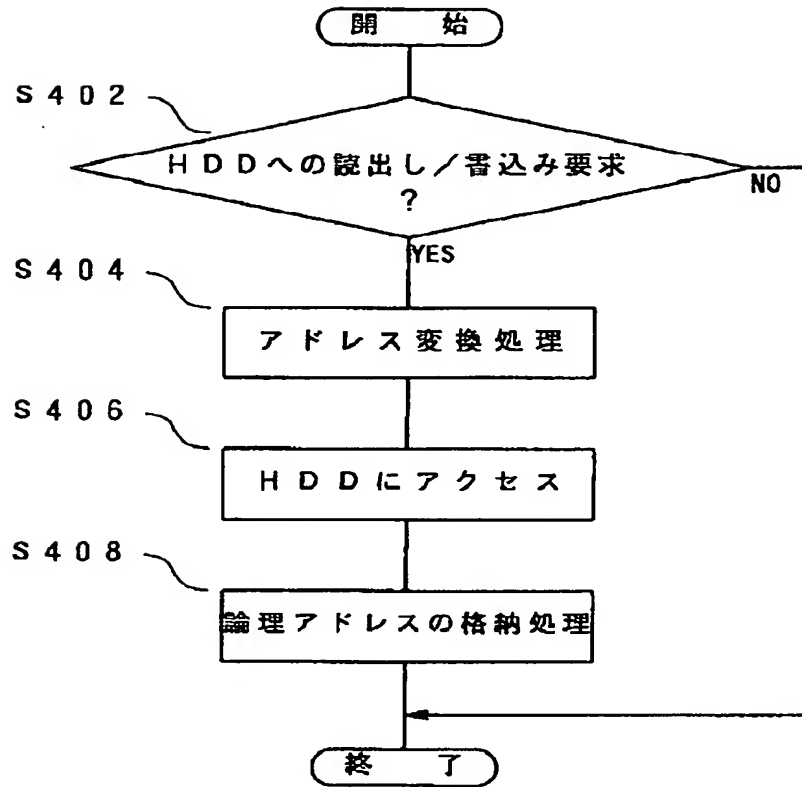 開 始
S402
HDDへの読出し/書込み要求
?
NO
YES
S404
アドレス変換処理
S406
HDDにアクセス
S408
論理アドレスの格納処理
終 了